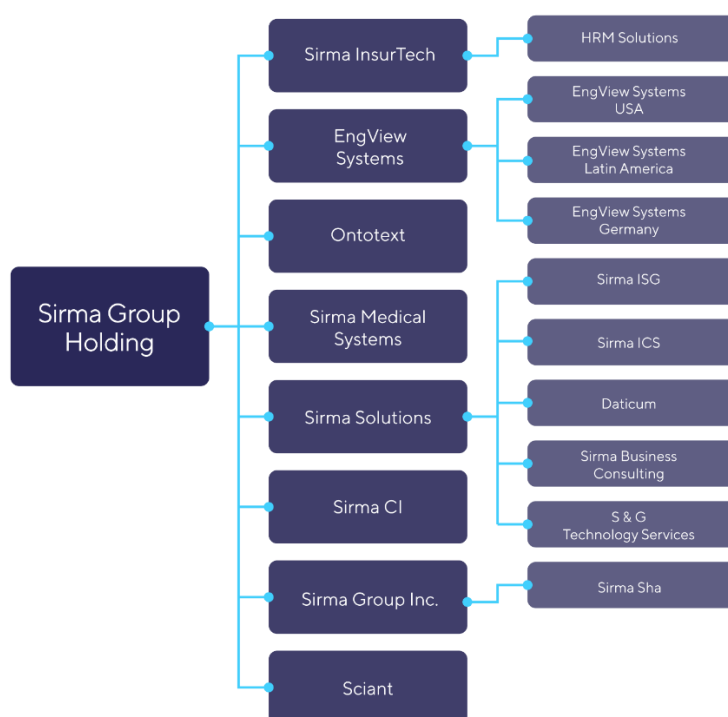 Sirma Group
Holding
Sirma InsurTech
HRM Solutions
EngView
Systems
EngView Systems
USA
EngView Systems
Latin America
EngView Systems
Germany
Ontotext
Sirma Medical
Systems
Sirma Solutions
Sirma ISG
Sirma ICS
Daticum
Sirma Business
Consulting
S & G
Technology Services
Sirma CI
Sirma Group Inc.
Sirma Sha
Sciant